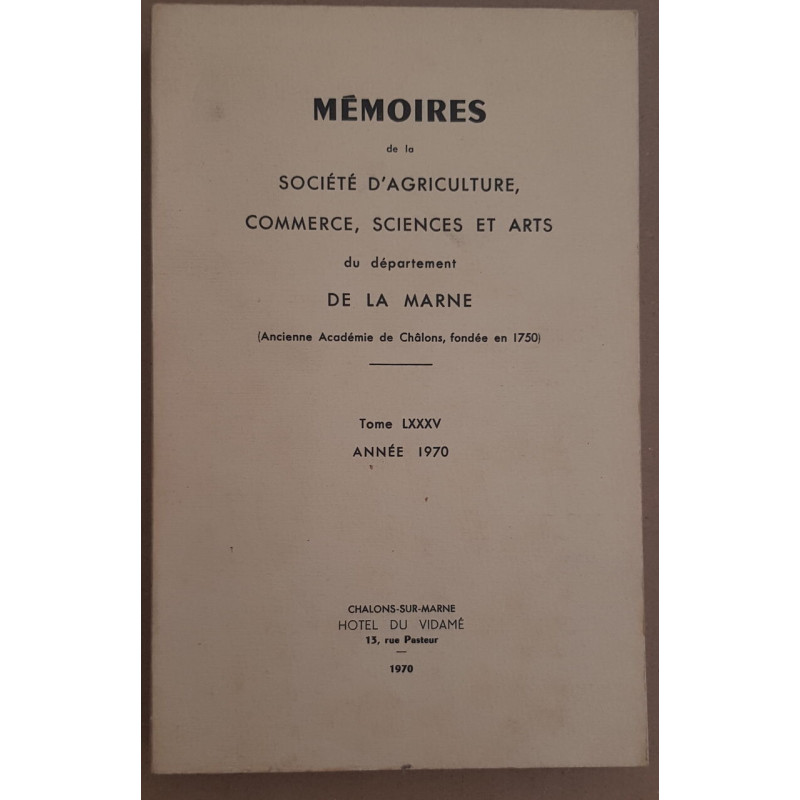 MÉMOIRES
de la
SOCIÉTÉ D'AGRICULTURE,
COMMERCE, SCIENCES ET ARTS
du département
DE LA MARNE
(Ancienne Académie de Châlons, fondée en 1750)
Tome LXXXV
ANNÉE 1970
CHALONS-SUR-MARNE
HOTEL DU VIDAMÉ
13, rue Pasteur
1970